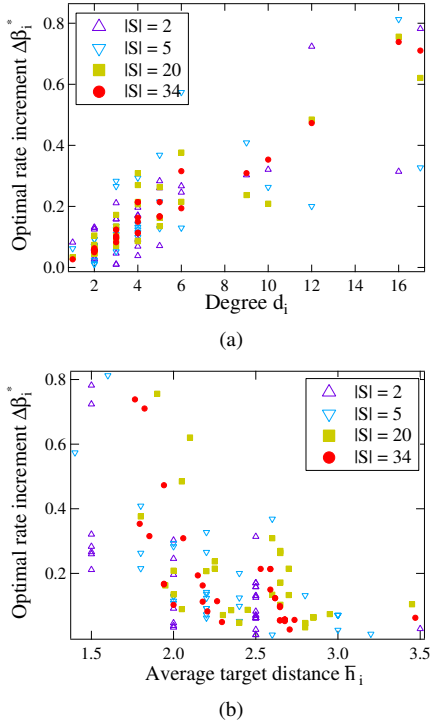 0.8
0.6
0.4
0.2
0.0
Optimal rate increment Δβᵢ*
|S| = 2
|S| = 5
|S| = 20
|S| = 34
2 4 6 8 10 12 14 16
Degree dᵢ
(a)
0.8
0.6
0.4
0.2
Optimal rate increment Δβᵢ*
|S| = 2
|S| = 5
|S| = 20
|S| = 34
1.5 2.0 2.5 3.0 3.5
Average target distance h̄ᵢ
(b)